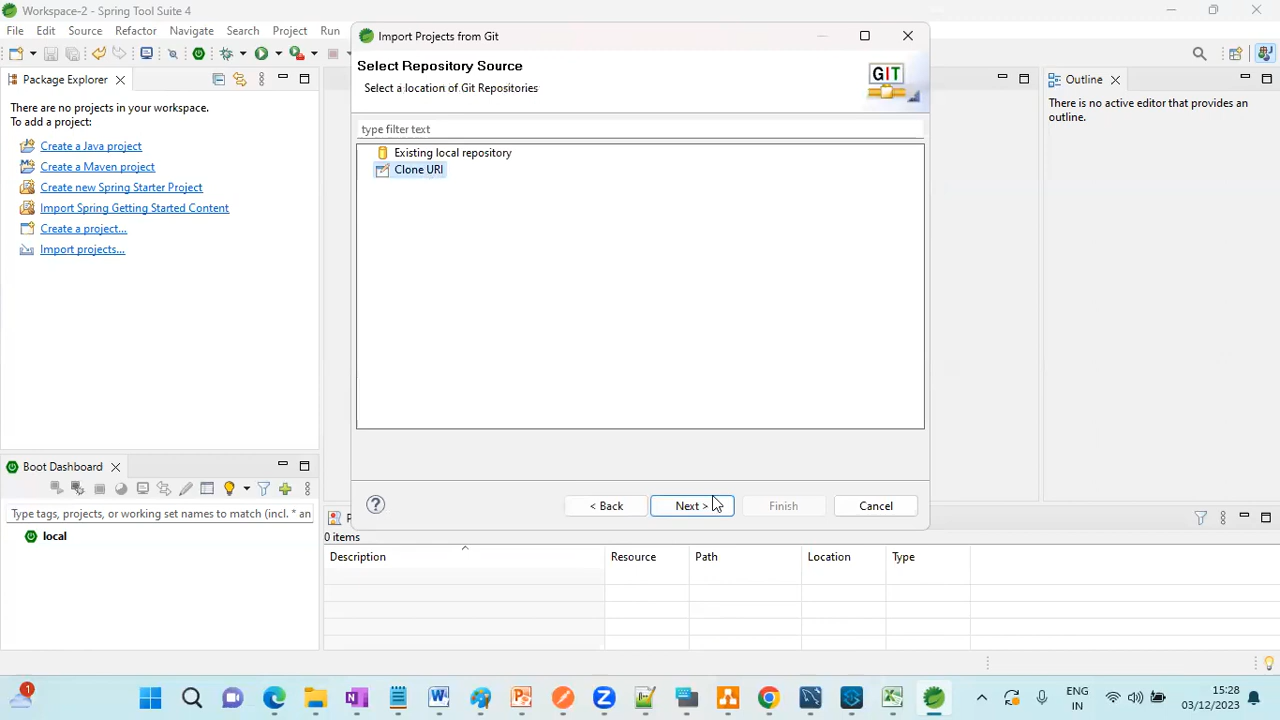 Workspace-2 - Spring Tool Suite 4
File Edit Source Refactor Navigate Search Project Run
Package Explorer
There are no projects in your workspace.
To add a project:
Create a Java project
Create a Maven project
Create new Spring Starter Project
Import Spring Getting Started Content
Create a project...
Import projects...
Import Projects from Git
Select Repository Source
Select a location of Git Repositories
GIT
type filter text
Existing local repository
Clone URI
< Back
Next >
Finish
Cancel
Outline
There is no active editor that provides an
outline.
Boot Dashboard
Type tags, projects, or working set names to match (incl. * an
local
0 items
Description Resource Path Location Type
1
ENG
IN
15:28
03/12/2023